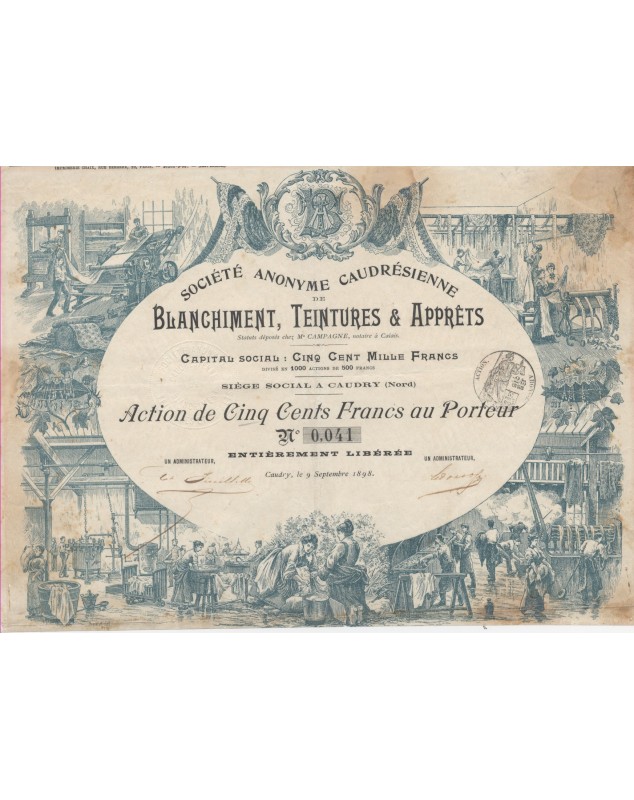 SOCIÉTÉ ANONYME CAUDRÉSIENNE
DE
BLANCHIMENT, TEINTURES & APPRÊTS
Statuts déposés chez Me CAMPAGNE, notaire à Calais.
CAPITAL SOCIAL : CINQ CENT MILLE FRANCS
DIVISÉ EN 1000 ACTIONS DE 500 FRANCS
SIÈGE SOCIAL A CAUDRY (Nord)
Action de Cinq Cents Francs au Porteur
No 0.041
ENTIÈREMENT LIBÉRÉE
UN ADMINISTRATEUR,
UN ADMINISTRATEUR,
Caudry, le 9 Septembre 1898.